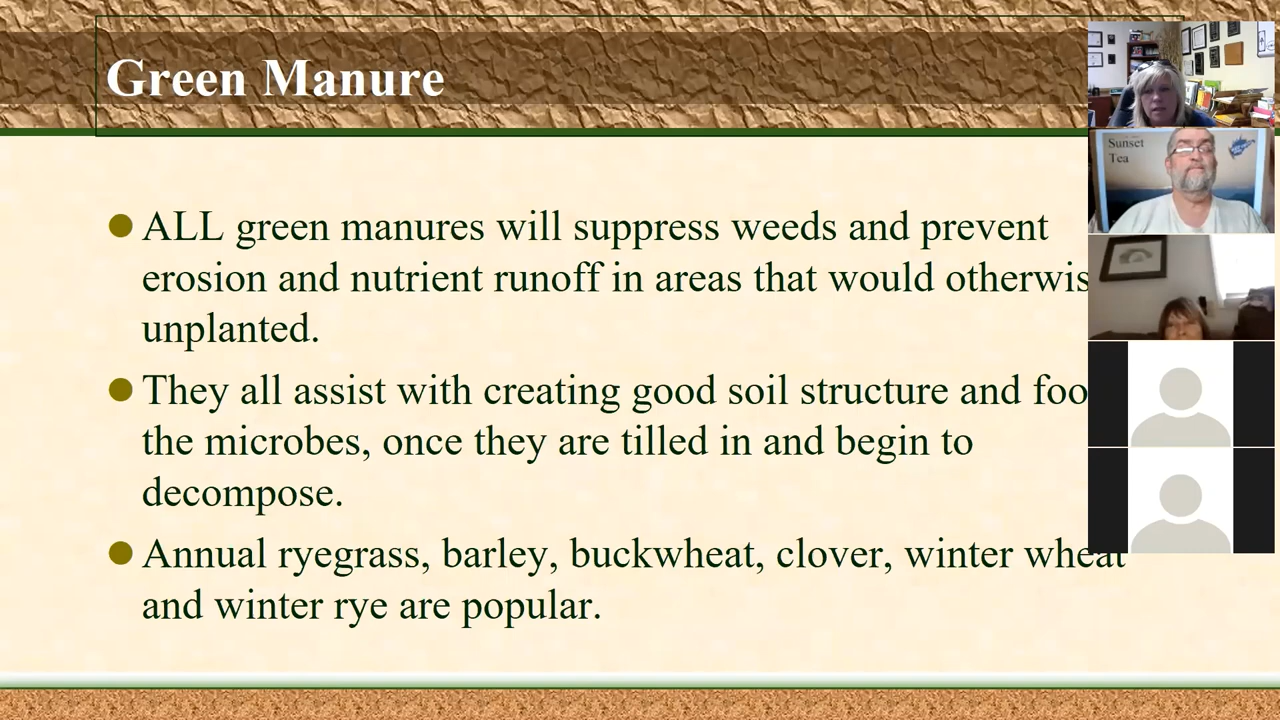 Green Manure
Sunset
Tea
ALL green manures will suppress weeds and prevent
erosion and nutrient runoff in areas that would otherwis
unplanted.
They all assist with creating good soil structure and foo
the microbes, once they are tilled in and begin to
decompose.
Annual ryegrass, barley, buckwheat, clover, winter wheat
and winter rye are popular.